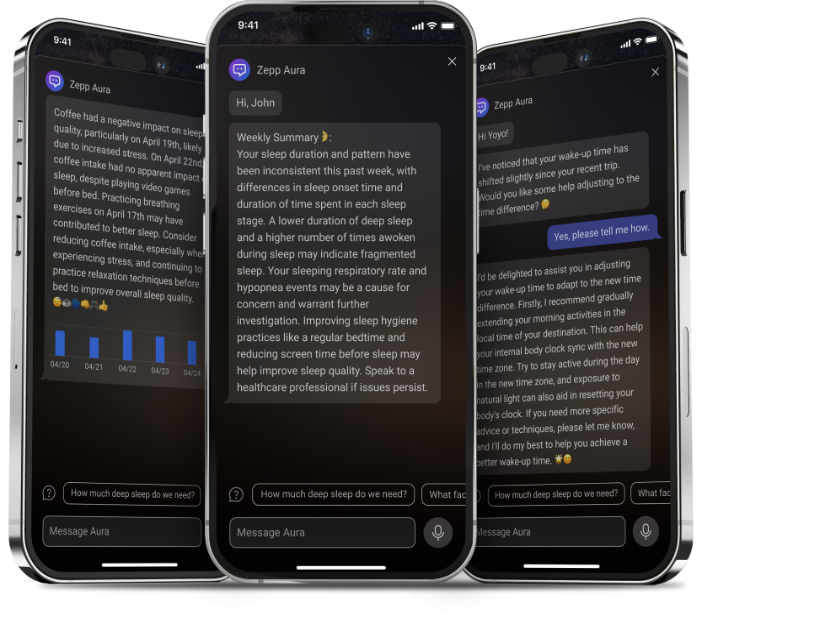 9:41
Zepp Aura
Coffee had a negative impact on sleep
quality, particularly on April 19th, likely
due to increased stress. On April 22nd,
coffee intake had no apparent impact
sleep, despite playing video games
before bed. Practicing breathing
exercises on April 17th may have
contributed to better sleep. Consider
reducing coffee intake, especially when
experiencing stress, and continuing to
practice relaxation techniques before
bed to improve overall sleep quality.
04/20 04/21 04/22 04/23 04/24
How much deep sleep do we need?
Message Aura
9:41
Zepp Aura
Hi, John
Weekly Summary 🌛:
Your sleep duration and pattern have
been inconsistent this past week, with
differences in sleep onset time and
duration of time spent in each sleep
stage. A lower duration of deep sleep
and a higher number of times awoken
during sleep may indicate fragmented
sleep. Your sleeping respiratory rate and
hypopnea events may be a cause for
concern and warrant further
investigation. Improving sleep hygiene
practices like a regular bedtime and
reducing screen time before sleep may
help improve sleep quality. Speak to a
healthcare professional if issues persist.
How much deep sleep do we need? What fac
Message Aura
9:41
Zepp Aura
Hi Yoyo!
I've noticed that your wake-up time has
shifted slightly since your recent trip.
Would you like some help adjusting to the
time difference?
Yes, please tell me how.
I'd be delighted to assist you in adjusting
your wake-up time to adapt to the new time
difference. Firstly, I recommend gradually
extending your morning activities in the
local time of your destination. This can help
your internal body clock sync with the new
time zone. Try to stay active during the day
in the new time zone, and exposure to
natural light can also aid in resetting your
body's clock. If you need more specific
advice or techniques, please let me know,
and I'll do my best to help you achieve a
better wake-up time.
How much deep sleep do we need? What fac
Message Aura